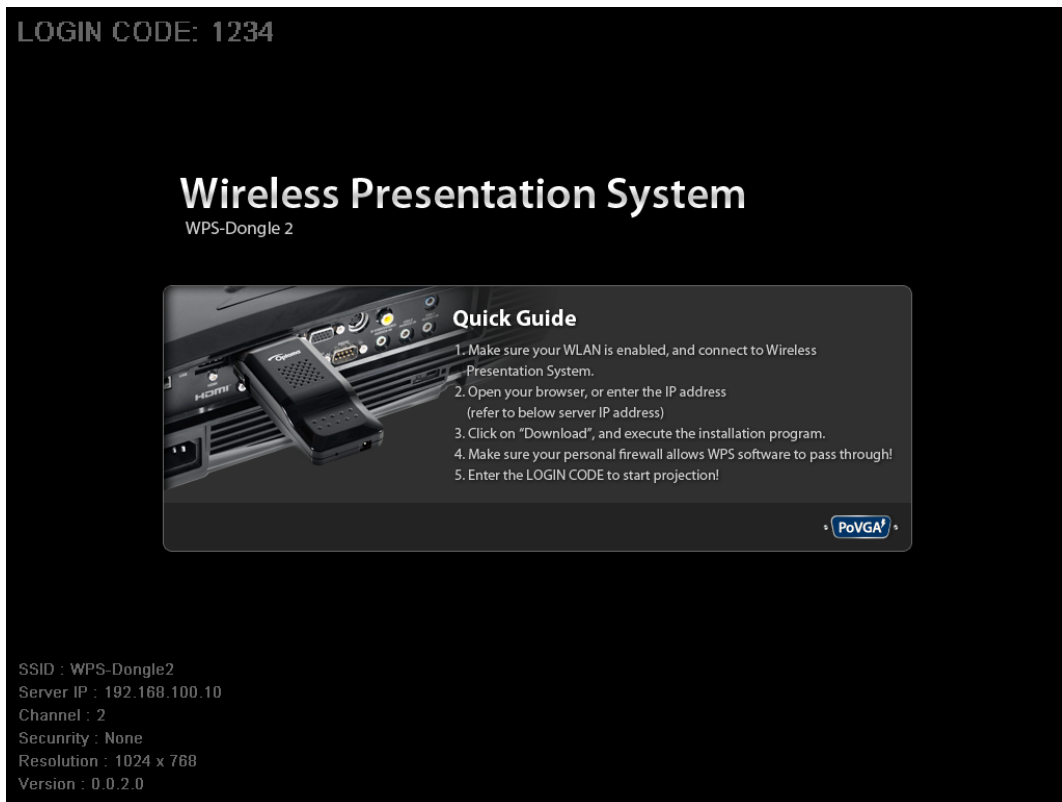 LOGIN CODE: 1234
Wireless Presentation System
WPS-Dongle 2
Optoma
HDMI
Quick Guide
1. Make sure your WLAN is enabled, and connect to Wireless
Presentation System.
2. Open your browser, or enter the IP address
(refer to below server IP address)
3. Click on “Download”, and execute the installation program.
4. Make sure your personal firewall allows WPS software to pass through!
5. Enter the LOGIN CODE to start projection!
PoVGA
SSID : WPS-Dongle2
Server IP : 192.168.100.10
Channel : 2
Secunrity : None
Resolution : 1024 x 768
Version : 0.0.2.0